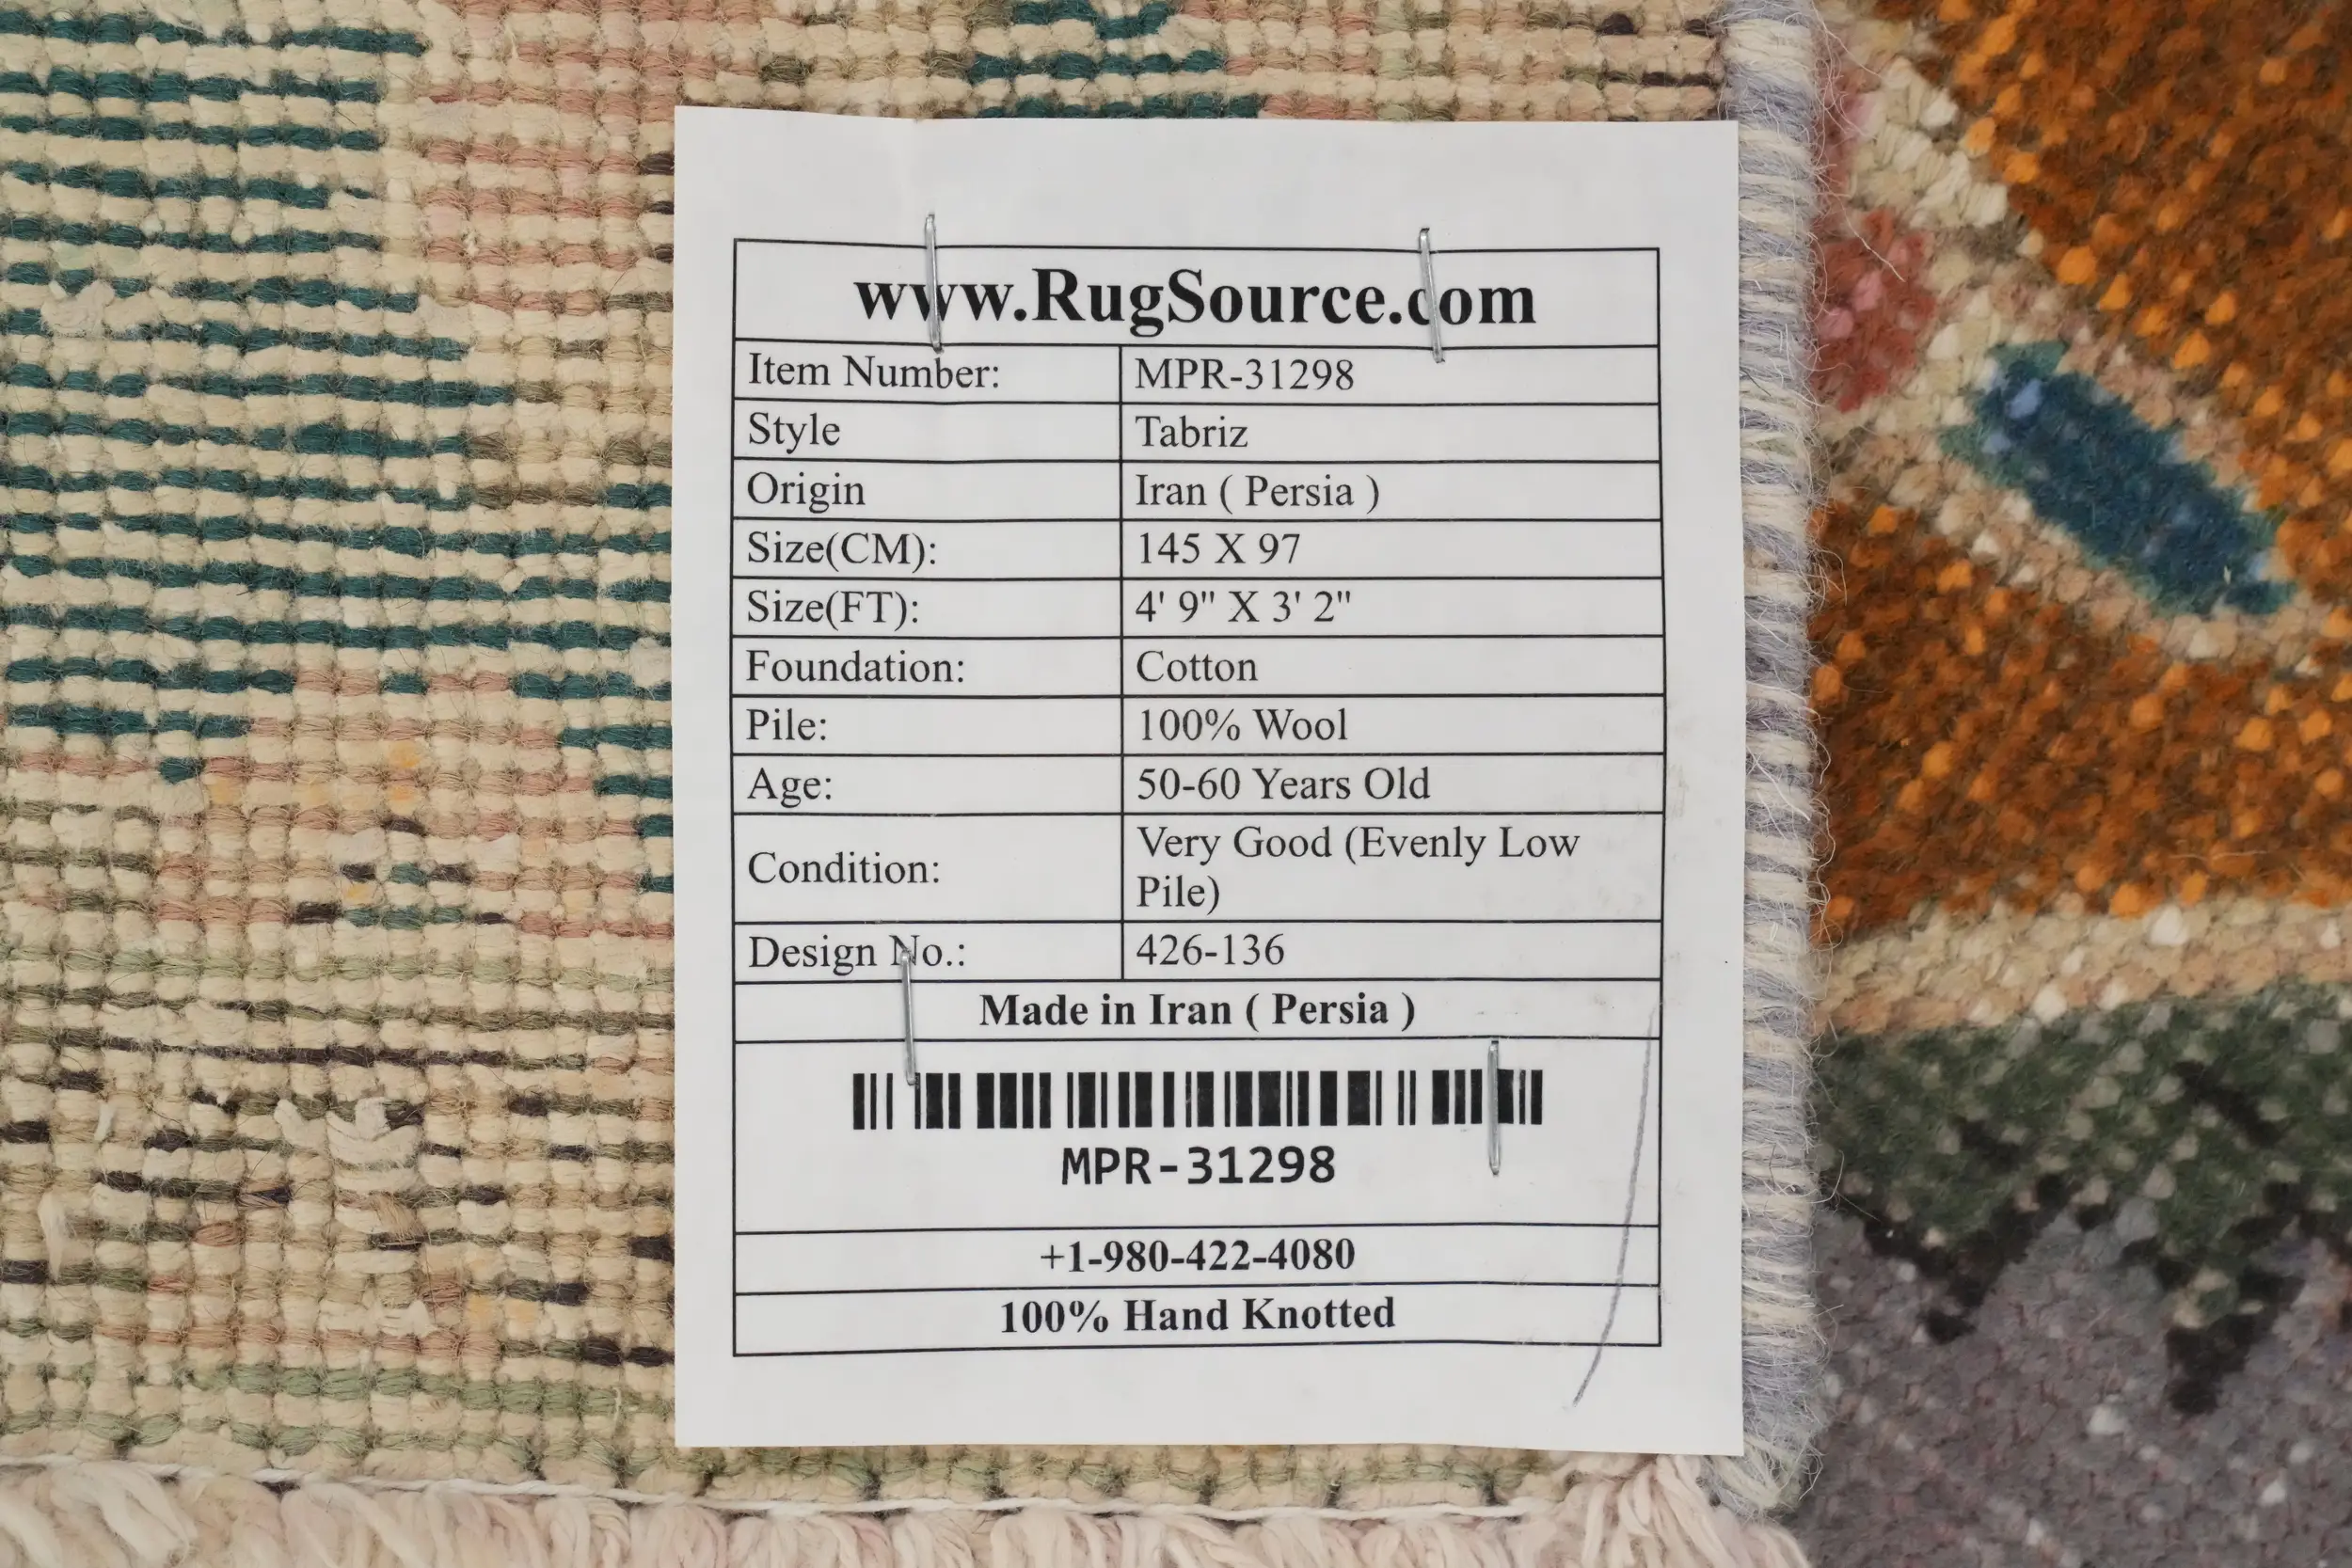 www.RugSource.com
Item Number: MPR-31298
Style Tabriz
Origin Iran ( Persia )
Size(CM): 145 X 97
Size(FT): 4' 9" X 3' 2"
Foundation: Cotton
Pile: 100% Wool
Age: 50-60 Years Old
Condition: Very Good (Evenly Low
Pile)
Design No.: 426-136
Made in Iran ( Persia )
MPR-31298
+1-980-422-4080
100% Hand Knotted